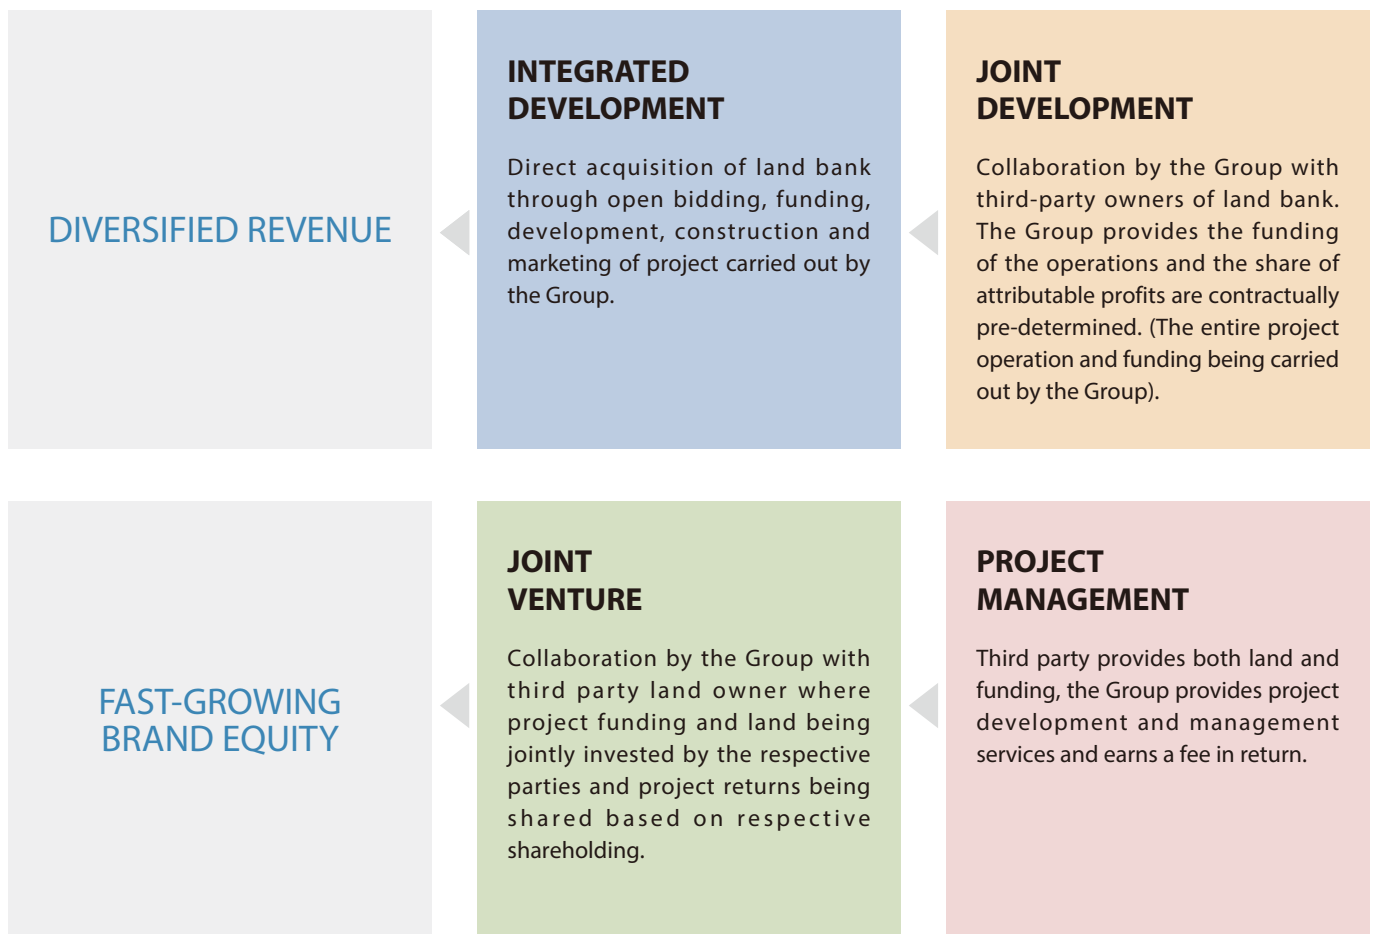 DIVERSIFIED REVENUE
INTEGRATED
DEVELOPMENT
Direct acquisition of land bank
through open bidding, funding,
development, construction and
marketing of project carried out by
the Group.
JOINT
DEVELOPMENT
Collaboration by the Group with
third-party owners of land bank.
The Group provides the funding
of the operations and the share of
attributable profits are contractually
pre-determined. (The entire project
operation and funding being carried
out by the Group).
FAST-GROWING
BRAND EQUITY
JOINT
VENTURE
Collaboration by the Group with
third party land owner where
project funding and land being
jointly invested by the respective
parties and project returns being
shared based on respective
shareholding.
PROJECT
MANAGEMENT
Third party provides both land and
funding, the Group provides project
development and management
services and earns a fee in return.